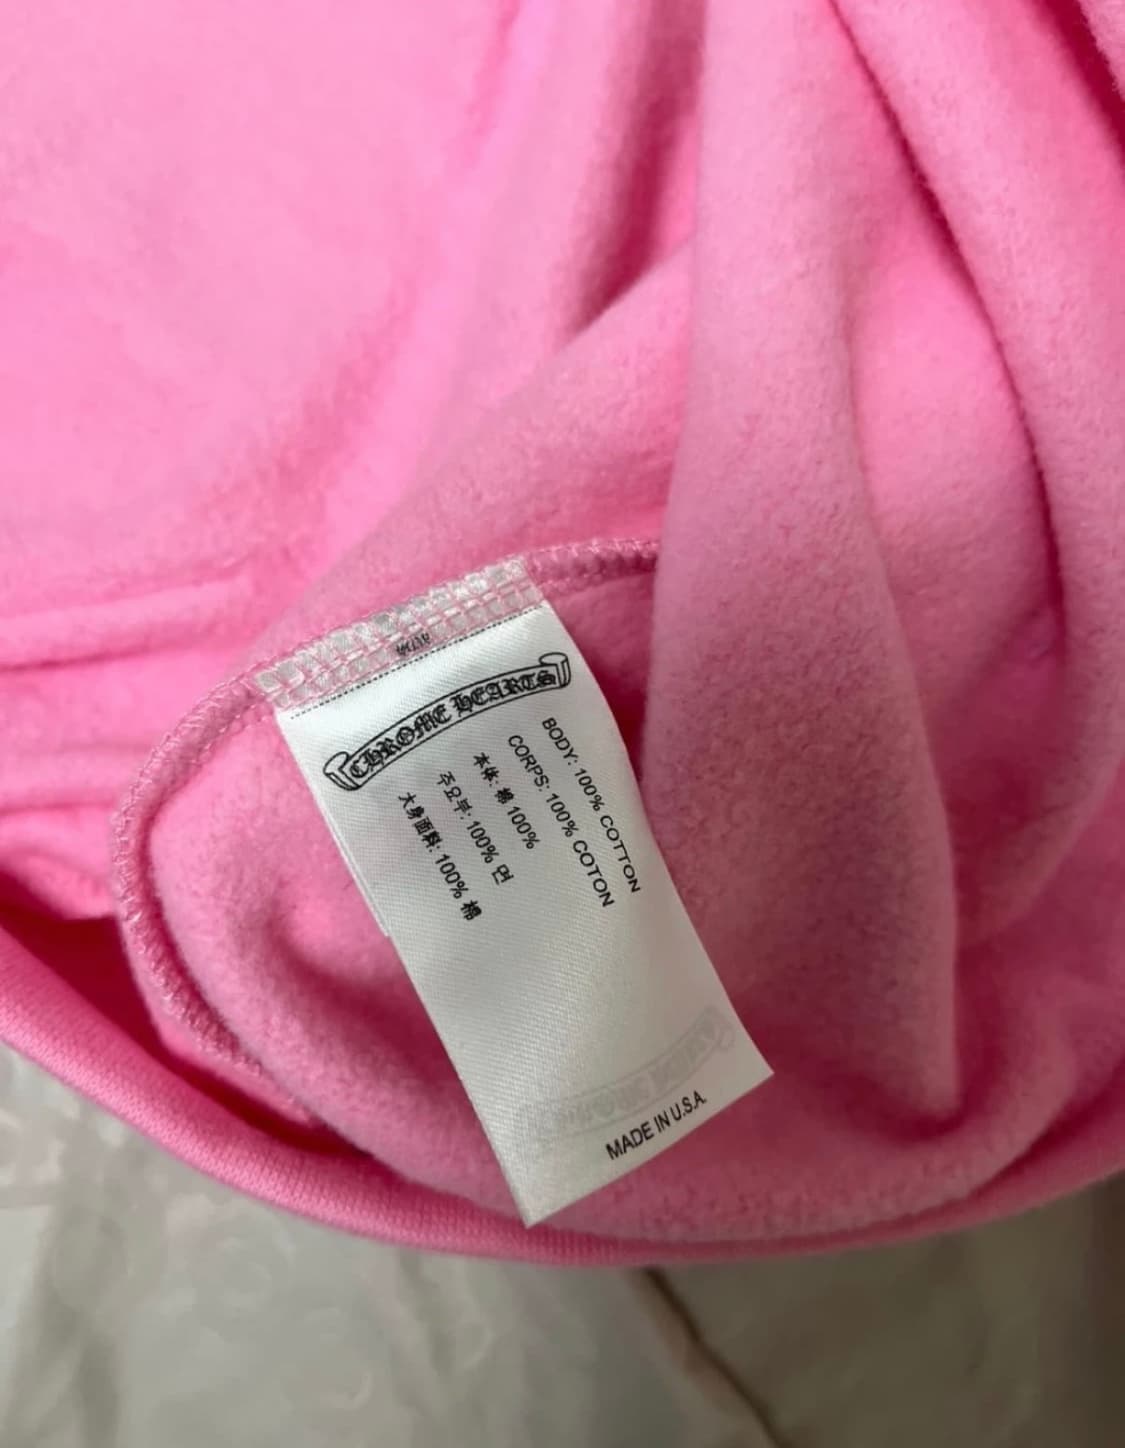 CHROME HEARTS
BODY: 100% COTTON
CORPS: 100% COTON
本体: 棉 100%
주요부: 100% 면
大身面料: 100% 棉
MADE IN U.S.A.